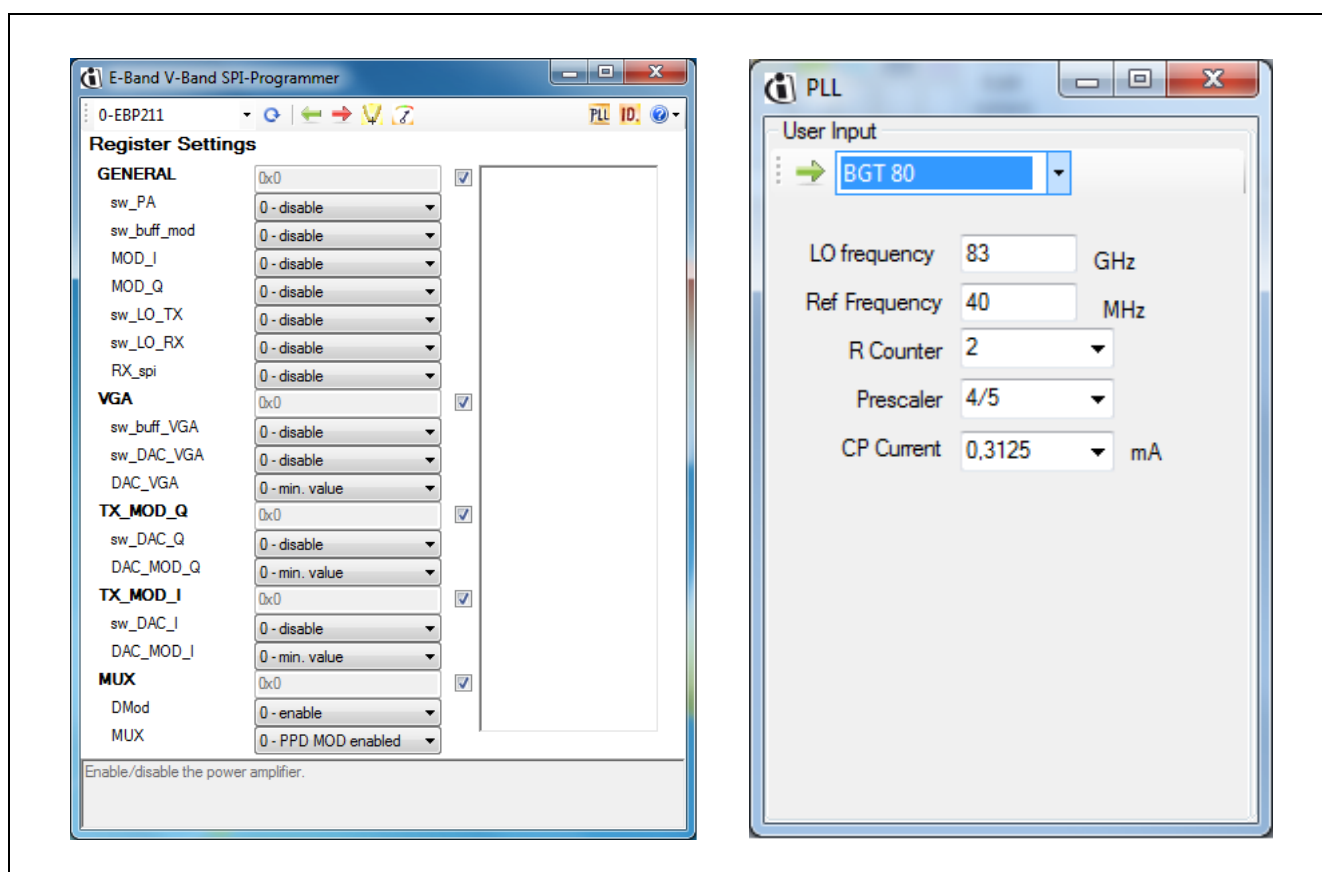 E-Band V-Band SPI-Programmer
0-EBP211 PLL ID.
Register Settings
GENERAL 0x0
sw_PA 0 - disable
sw_buff_mod 0 - disable
MOD_I 0 - disable
MOD_Q 0 - disable
sw_LO_TX 0 - disable
sw_LO_RX 0 - disable
RX_spi 0 - disable
VGA 0x0
sw_buff_VGA 0 - disable
sw_DAC_VGA 0 - disable
DAC_VGA 0 - min. value
TX_MOD_Q 0x0
sw_DAC_Q 0 - disable
DAC_MOD_Q 0 - min. value
TX_MOD_I 0x0
sw_DAC_I 0 - disable
DAC_MOD_I 0 - min. value
MUX 0x0
DMod 0 - enable
MUX 0 - PPD MOD enabled
Enable/disable the power amplifier.
PLL
User Input
BGT 80
LO frequency 83 GHz
Ref Frequency 40 MHz
R Counter 2
Prescaler 4/5
CP Current 0,3125 mA